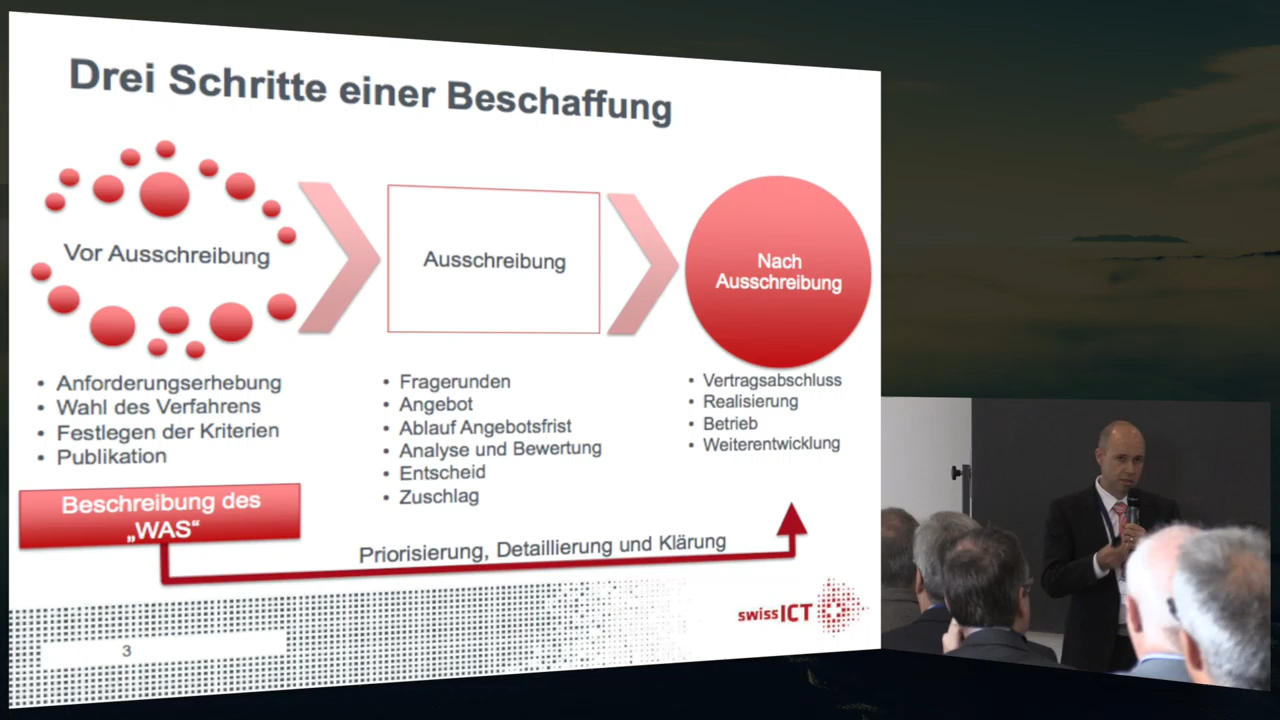 Drei Schritte einer Beschaffung
Vor Ausschreibung
Ausschreibung
Nach
Ausschreibung
• Anforderungserhebung
• Wahl des Verfahrens
• Festlegen der Kriterien
• Publikation
• Fragerunden
• Angebot
• Ablauf Angebotsfrist
• Analyse und Bewertung
• Entscheid
• Zuschlag
• Vertragsabschluss
• Realisierung
• Betrieb
• Weiterentwicklung
Beschreibung des
„WAS“
Priorisierung, Detaillierung und Klärung
swissICT
3